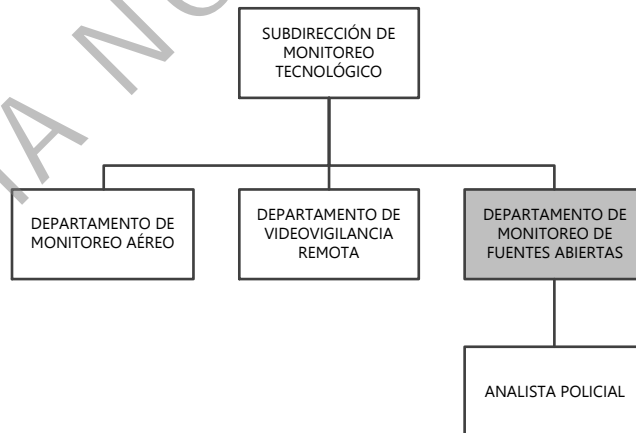 SUBDIRECCIÓN DE
MONITOREO
TECNOLÓGICO
DEPARTAMENTO DE
MONITOREO AÉREO
DEPARTAMENTO DE
VIDEOVIGILANCIA
REMOTA
DEPARTAMENTO DE
MONITOREO DE
FUENTES ABIERTAS
ANALISTA POLICIAL